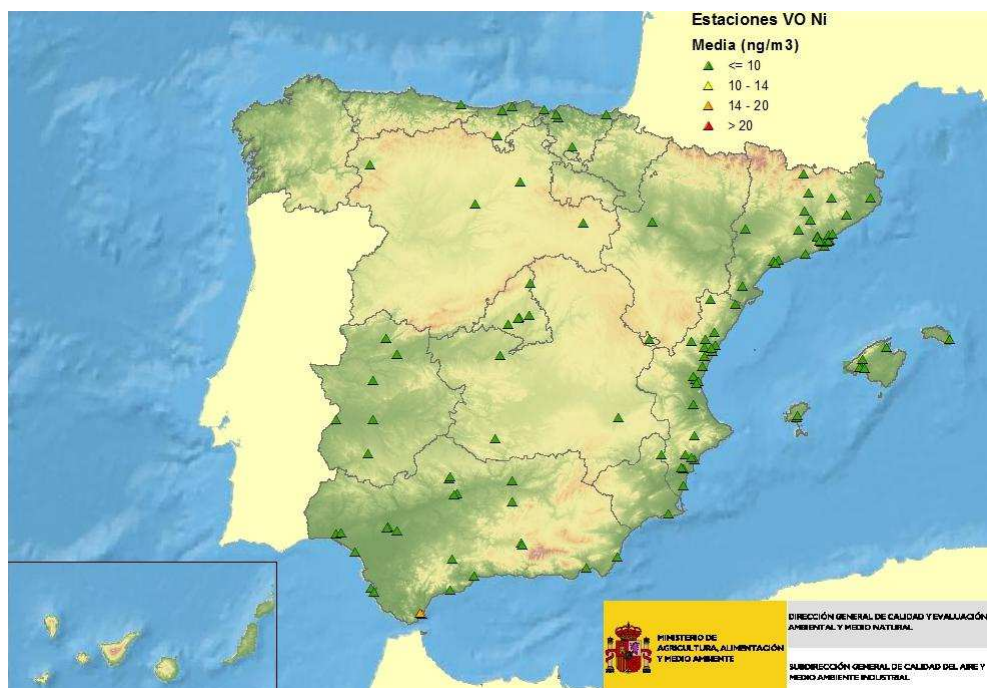 Estaciones VO Ni
Media (ng/m3)
<= 10
10 - 14
14 - 20
> 20
MINISTERIO DE
AGRICULTURA, ALIMENTACIÓN
Y MEDIO AMBIENTE
DIRECCIÓN GENERAL DE CALIDAD Y EVALUACIÓN
AMBIENTAL Y MEDIO NATURAL
SUBDIRECCIÓN GENERAL DE CALIDAD DEL AIRE Y
MEDIO AMBIENTE INDUSTRIAL